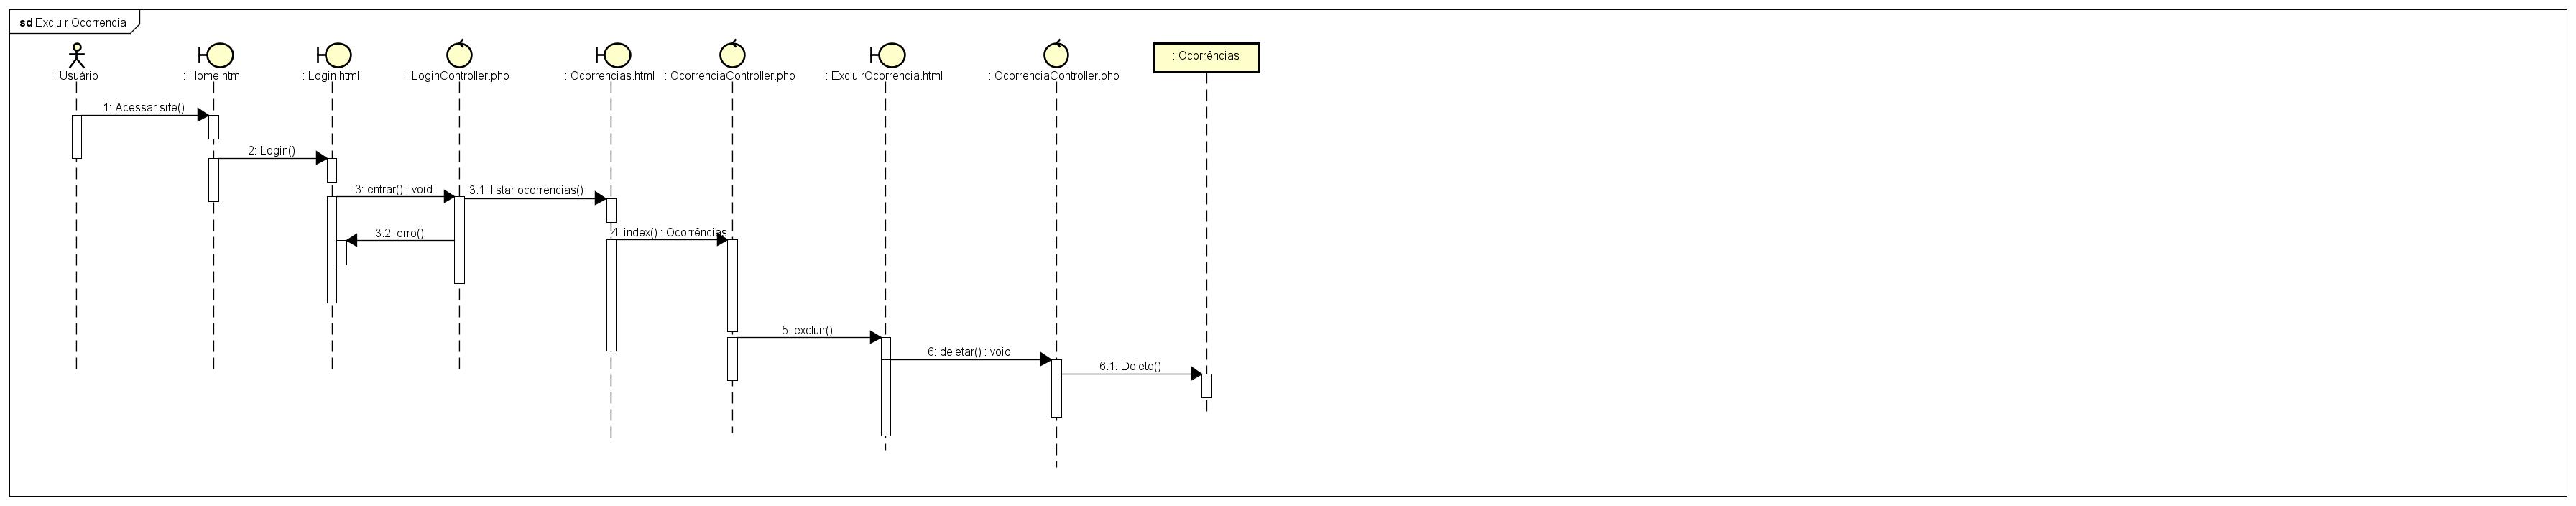 sd Excluir Ocorrencia
: Usuário
: Home.html
: Login.html
: LoginController.php
: Ocorrencias.html
: OcorrenciaController.php
: ExcluirOcorrencia.html
: OcorrenciaController.php
: Ocorrências
1: Acessar site()
2: Login()
3: entrar() : void
3.1: listar ocorrencias()
3.2: erro()
4: index() : Ocorrências
5: excluir()
6: deletar() : void
6.1: Delete()